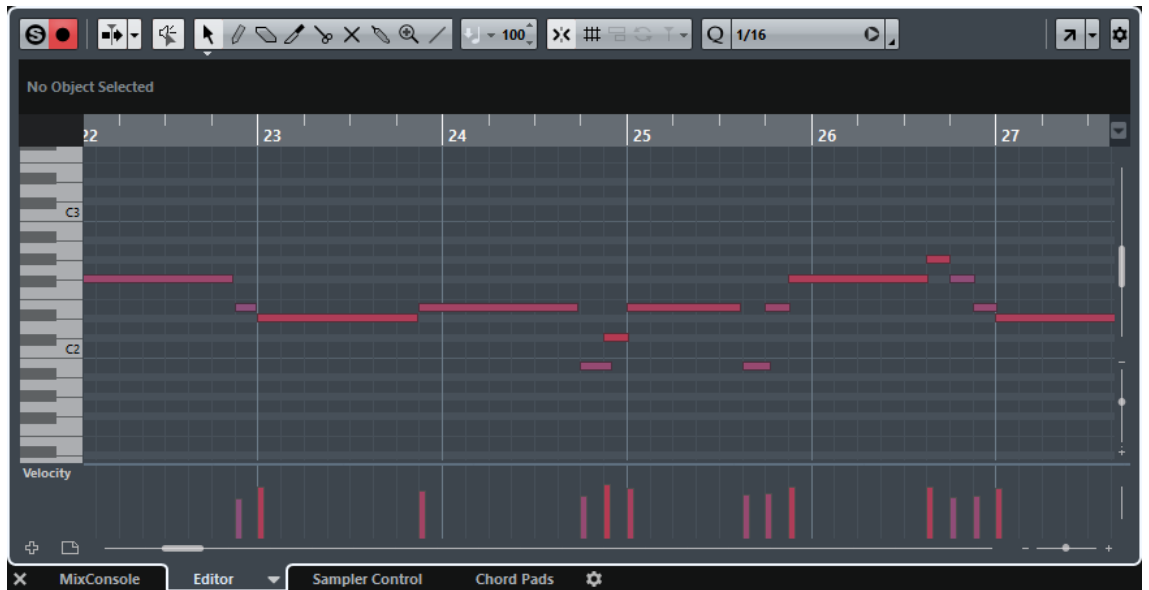 S 100 Q 1/16
No Object Selected
22 23 24 25 26 27
C3
C2
Velocity
MixConsole Editor Sampler Control Chord Pads